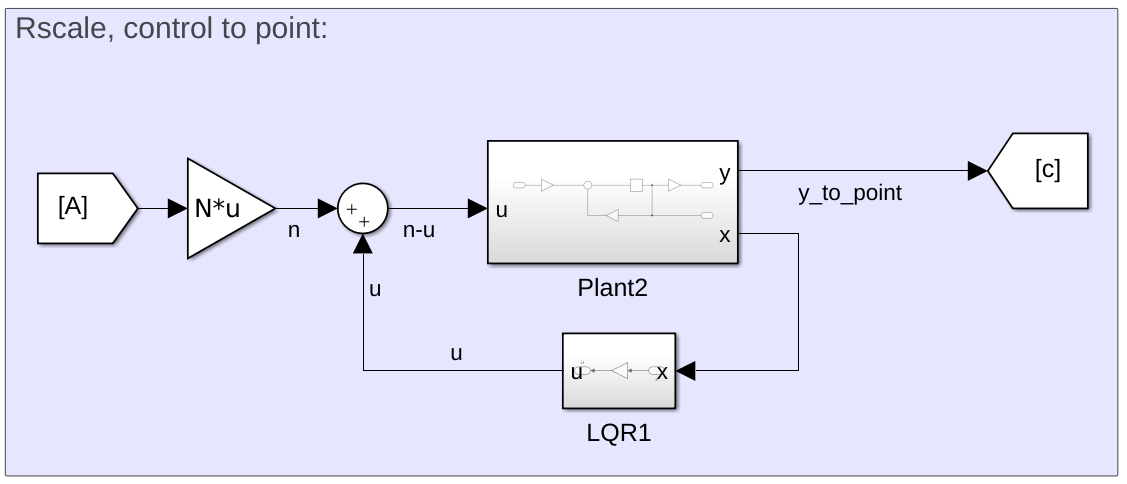 Rscale, control to point:
[A]
N*u
n
+
+
n-u
u
y
x
Plant2
y_to_point
[c]
u
u
u
x
LQR1